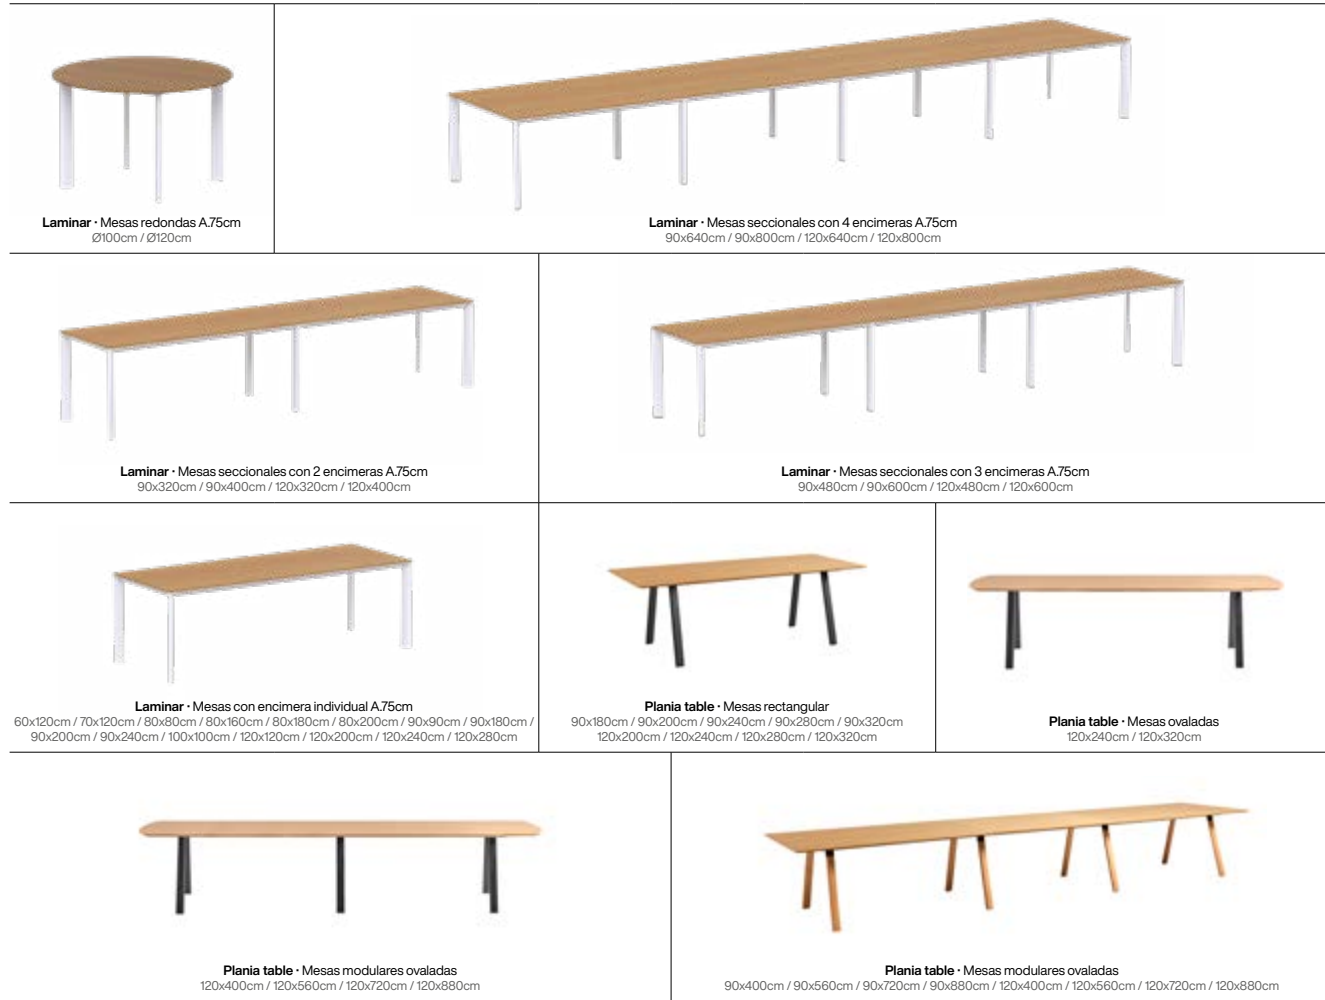 Laminar · Mesas redondas A.75cm
Ø100cm / Ø120cm
Laminar · Mesas seccionales con 4 encimeras A.75cm
90x640cm / 90x800cm / 120x640cm / 120x800cm
Laminar · Mesas seccionales con 2 encimeras A.75cm
90x320cm / 90x400cm / 120x320cm / 120x400cm
Laminar · Mesas seccionales con 3 encimeras A.75cm
90x480cm / 90x600cm / 120x480cm / 120x600cm
Laminar · Mesas con encimera individual A.75cm
60x120cm / 70x120cm / 80x80cm / 80x160cm / 80x180cm / 80x200cm / 90x90cm / 90x180cm /
90x200cm / 90x240cm / 100x100cm / 120x120cm / 120x200cm / 120x240cm / 120x280cm
Plania table · Mesas rectangular
90x180cm / 90x200cm / 90x240cm / 90x280cm / 90x320cm
120x200cm / 120x240cm / 120x280cm / 120x320cm
Plania table · Mesas ovaladas
120x240cm / 120x320cm
Plania table · Mesas modulares ovaladas
120x400cm / 120x560cm / 120x720cm / 120x880cm
Plania table · Mesas modulares ovaladas
90x400cm / 90x560cm / 90x720cm / 90x880cm / 120x400cm / 120x560cm / 120x720cm / 120x880cm